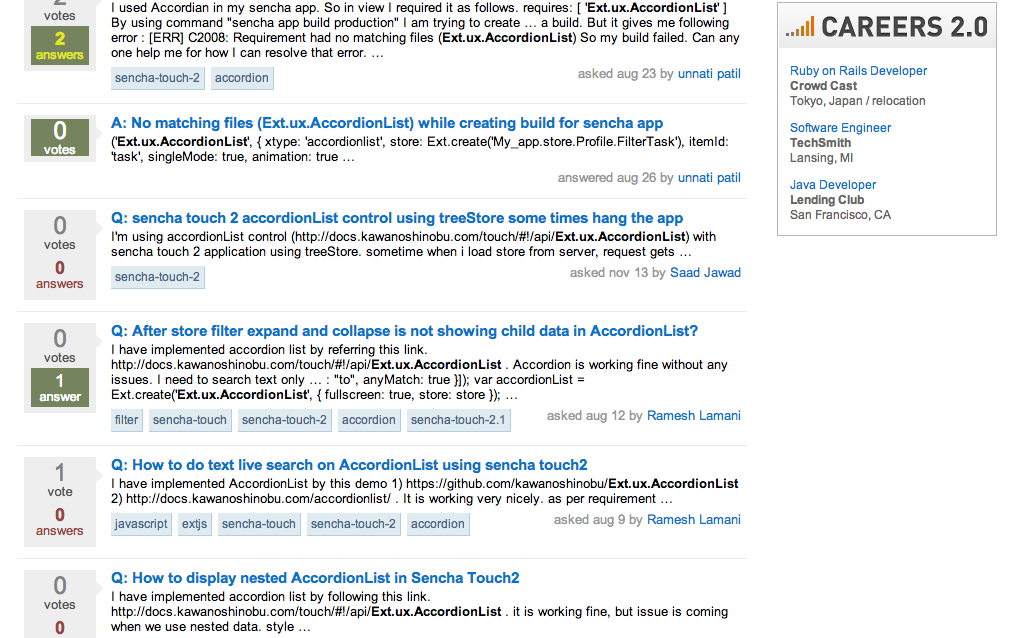 votes
2
answers
I used Accordian in my sencha app. So in view I required it as follows. requires: [ 'Ext.ux.AccordionList' ]
By using command "sencha app build production" I am trying to create … a build. But it gives me following
error : [ERR] C2008: Requirement had no matching files (Ext.ux.AccordionList) So my build failed. Can any
one help me for how I can resolve that error. …
sencha-touch-2 accordion
asked aug 23 by unnati patil
0
votes
A: No matching files (Ext.ux.AccordionList) while creating build for sencha app
('Ext.ux.AccordionList', { xtype: 'accordionlist', store: Ext.create('My_app.store.Profile.FilterTask'), itemId:
'task', singleMode: true, animation: true …
answered aug 26 by unnati patil
0
votes
0
answers
Q: sencha touch 2 accordionList control using treeStore some times hang the app
I'm using accordionList control (http://docs.kawanoshinobu.com/touch/#!/api/Ext.ux.AccordionList) with
sencha touch 2 application using treeStore. sometime when i load store from server, request gets …
sencha-touch-2
asked nov 13 by Saad Jawad
0
votes
1
answer
Q: After store filter expand and collapse is not showing child data in AccordionList?
I have implemented accordion list by referring this link.
http://docs.kawanoshinobu.com/touch/#!/api/Ext.ux.AccordionList . Accordion is working fine without any
issues. I need to search text only … : "to", anyMatch: true }]); var accordionList =
Ext.create('Ext.ux.AccordionList', { fullscreen: true, store: store }); …
filter sencha-touch sencha-touch-2 accordion sencha-touch-2.1
asked aug 12 by Ramesh Lamani
1
vote
0
answers
Q: How to do text live search on AccordionList using sencha touch2
I have implemented AccordionList by this demo 1) https://github.com/kawanoshinobu/Ext.ux.AccordionList
2) http://docs.kawanoshinobu.com/accordionlist/ . It is working very nicely. as per requirement …
javascript extjs sencha-touch sencha-touch-2 accordion
asked aug 9 by Ramesh Lamani
0
votes
0
Q: How to display nested AccordionList in Sencha Touch2
I have implemented accordion list by following this link.
http://docs.kawanoshinobu.com/touch/#!/api/Ext.ux.AccordionList . it is working fine, but issue is coming
when we use nested data. style …
CAREERS 2.0
Ruby on Rails Developer
Crowd Cast
Tokyo, Japan / relocation
Software Engineer
TechSmith
Lansing, MI
Java Developer
Lending Club
San Francisco, CA